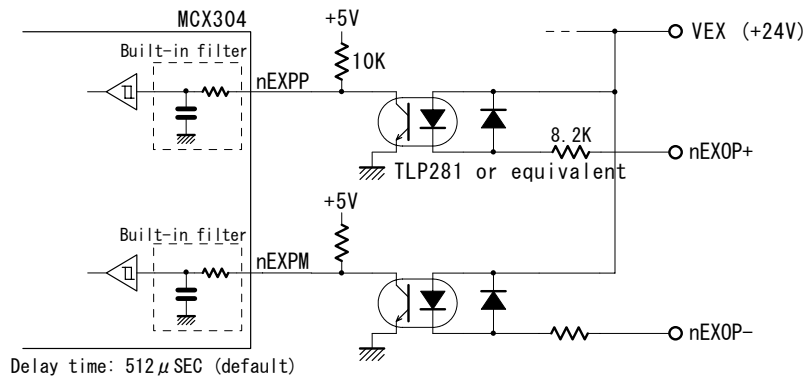 MCX304
+5V
VEX (+24V)
Built-in filter
10K
nEXPP
8.2K
nEXOP+
TLP281 or equivalent
+5V
Built-in filter
nEXPM
nEXOP-
Delay time: 512μSEC (default)